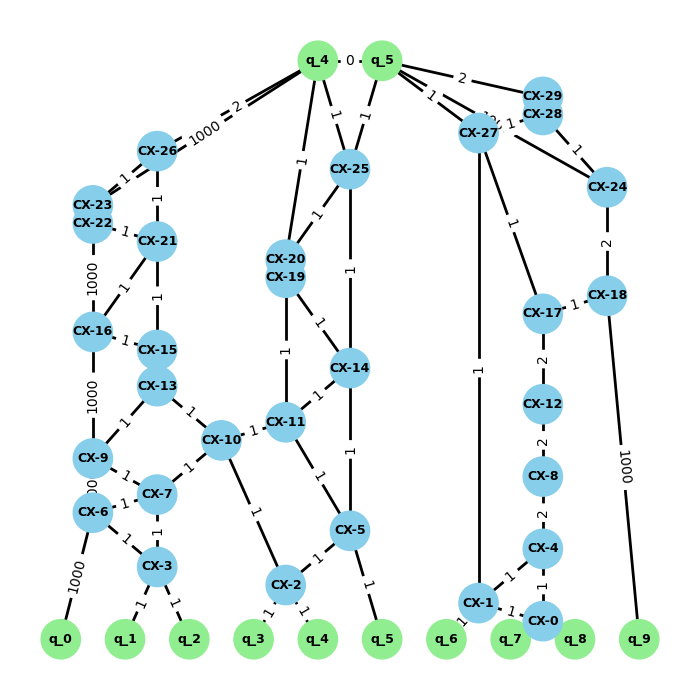 q_4 0 q_5
2 1000 1 1 1 1 2
CX-29
CX-28
1 CX-27 1
CX-26 1 CX-25 1 CX-24
CX-23
CX-22
1 CX-21
1 2
CX-20
CX-19
1000 1 1 1 1
CX-18
1 CX-17
CX-16 1 CX-15
1 1 1 2
CX-14
CX-13
1000 1 1 CX-12
CX-11 1 CX-10
1 1 2
CX-9 1 1 1 1000
CX-8
CX-7 1
CX-6
1 1 1 1 2
CX-5
CX-4
1 1 1
CX-3
1000 CX-2
1 1 1 1 1
CX-1 1 CX-0
1
q_0 q_1 q_2 q_3 q_4 q_5 q_6 q_7 q_8 q_9